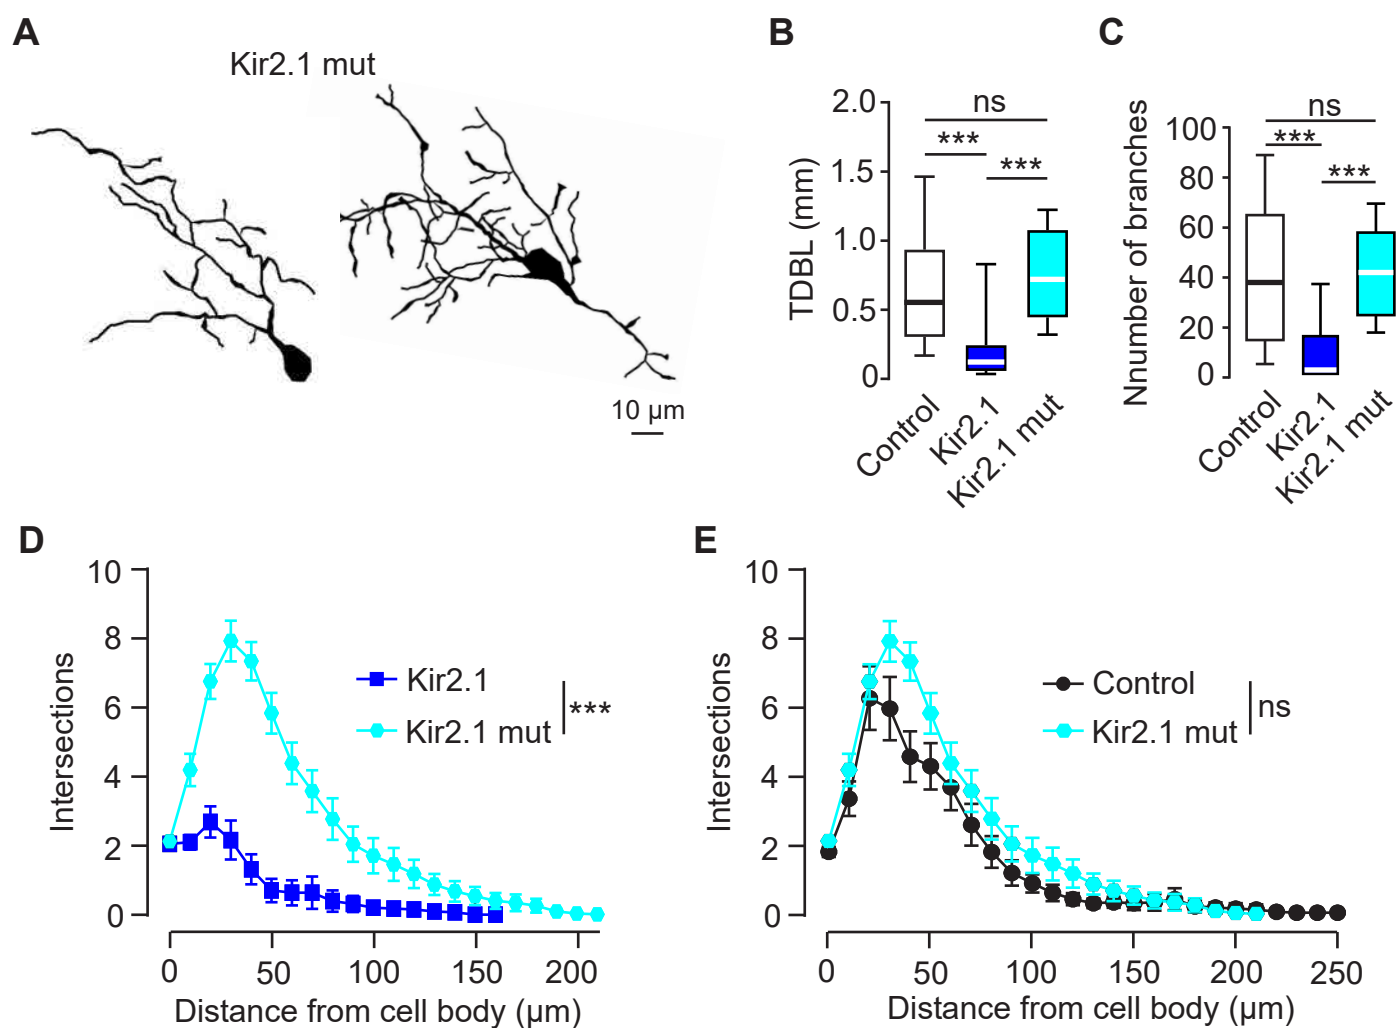 A
Kir2.1 mut
10 µm
B
TDBL (mm)
2.0
1.5
1.0
0.5
0
ns
***
***
Control
Kir2.1
Kir2.1 mut
C
Nnumber of branches
100
80
60
40
20
0
ns
***
***
Control
Kir2.1
Kir2.1 mut
D
Intersections
10
8
6
4
2
0
Kir2.1
Kir2.1 mut
***
0 50 100 150 200
Distance from cell body (µm)
E
Intersections
10
8
6
4
2
0
Control
Kir2.1 mut
ns
0 50 100 150 200 250
Distance from cell body (µm)